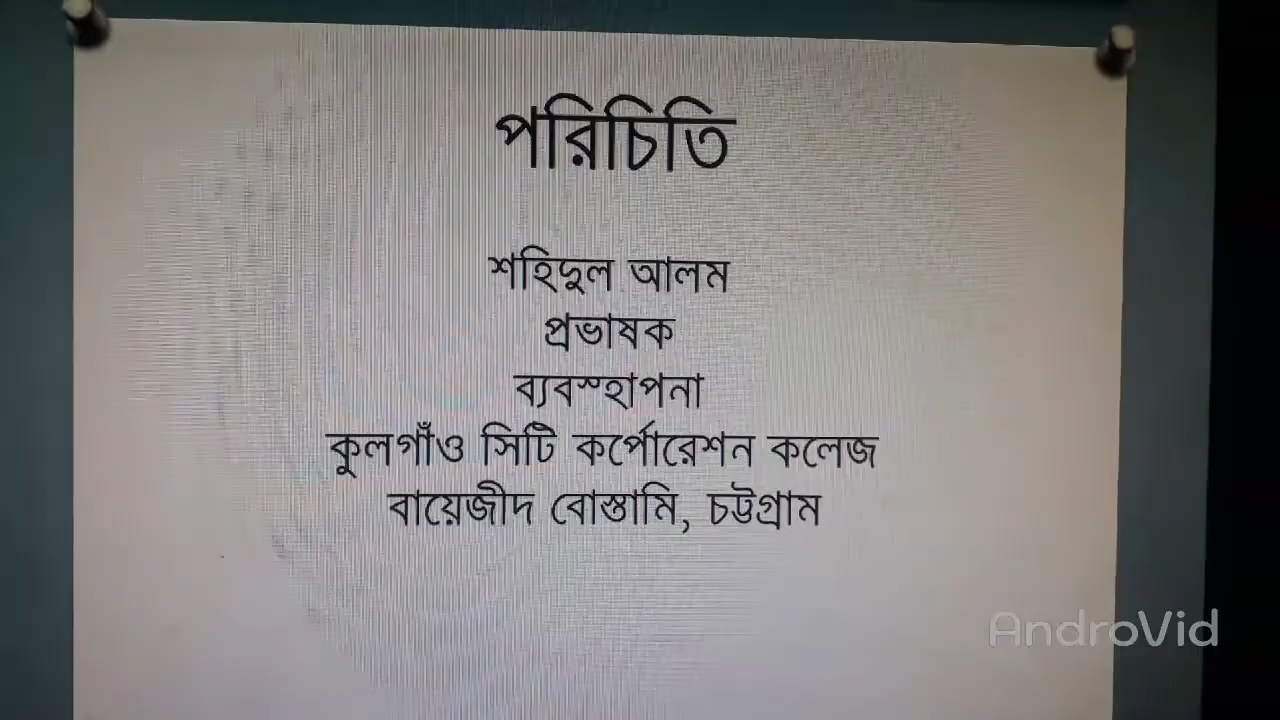 পরিচিতি
শহিদুল আলম
প্রভাষক
ব্যবস্হাপনা
কুলগাঁও সিটি কর্পোরেশন কলেজ
বায়েজীদ বোস্তামি, চট্টগ্রাম
AndroVid